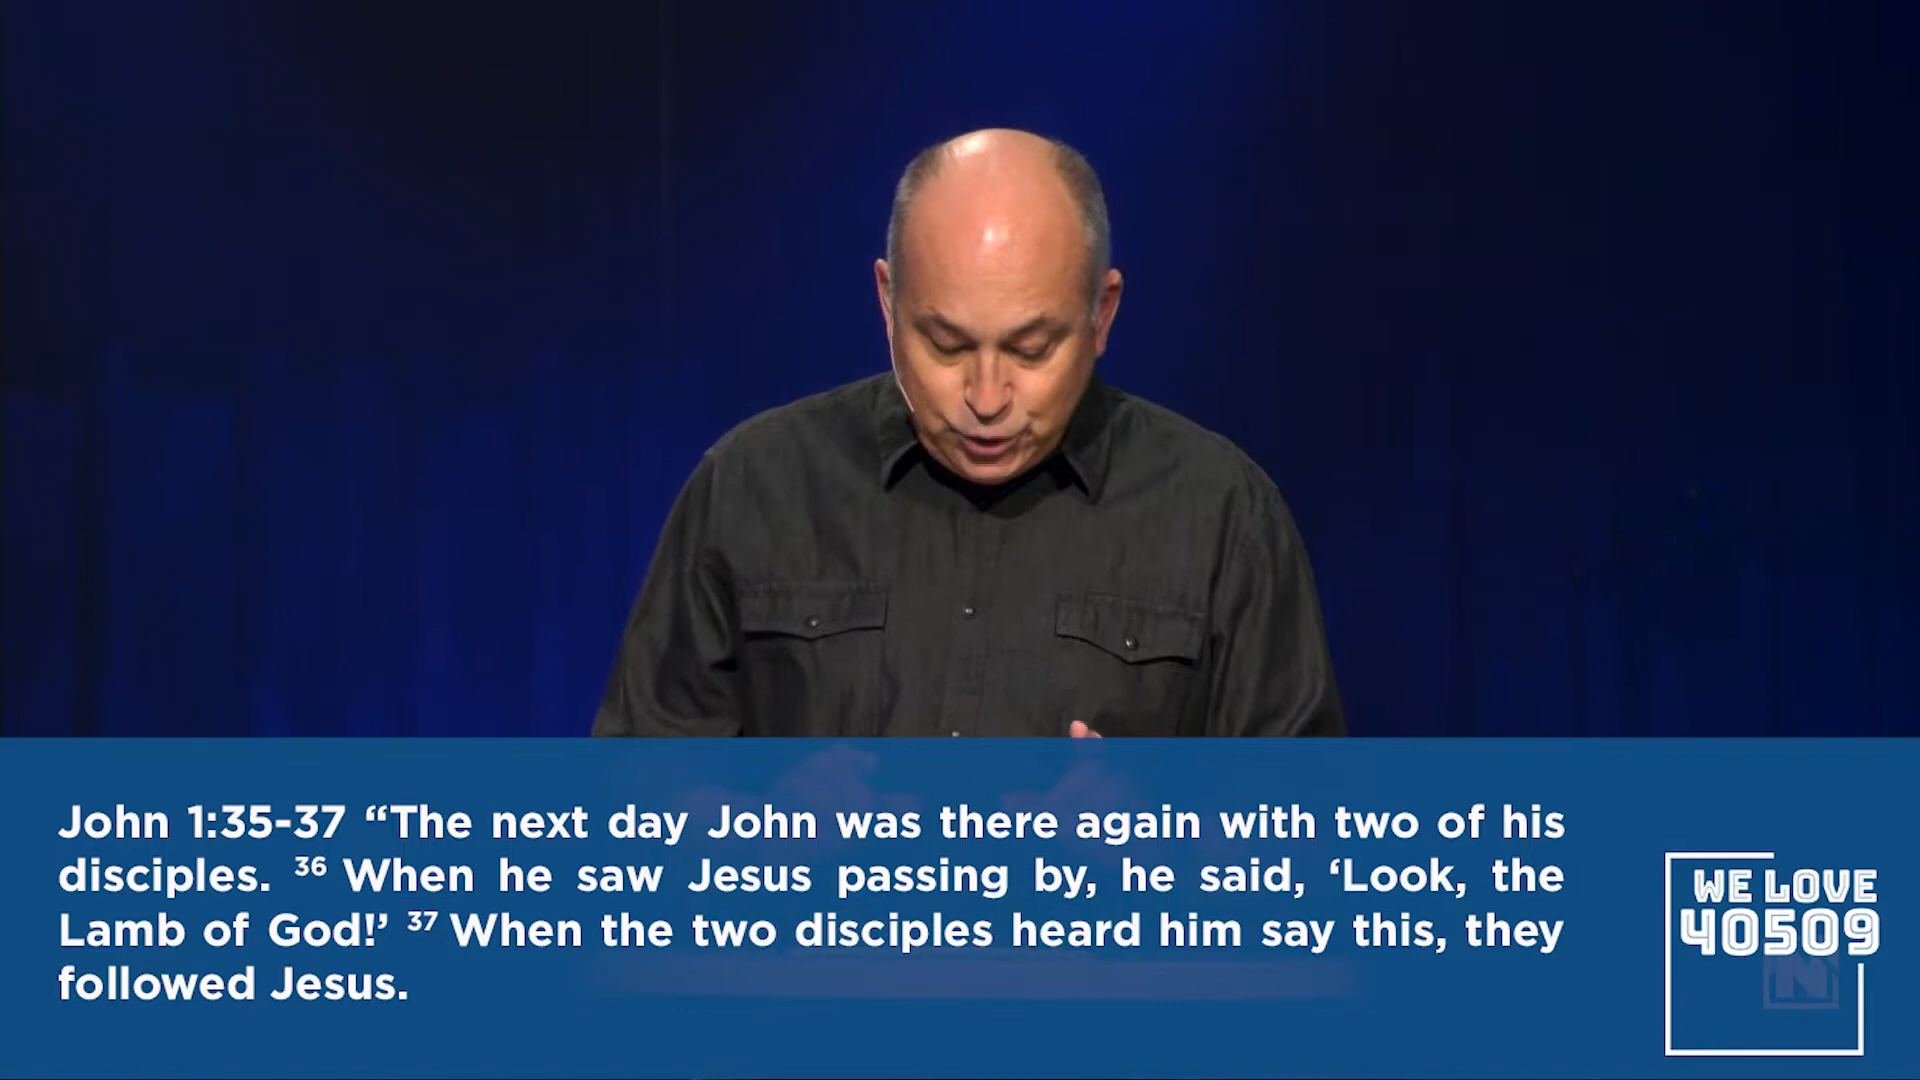 John 1:35-37 “The next day John was there again with two of his
disciples. 36 When he saw Jesus passing by, he said, ‘Look, the
Lamb of God!’ 37 When the two disciples heard him say this, they
followed Jesus.
WE LOVE
40509
N